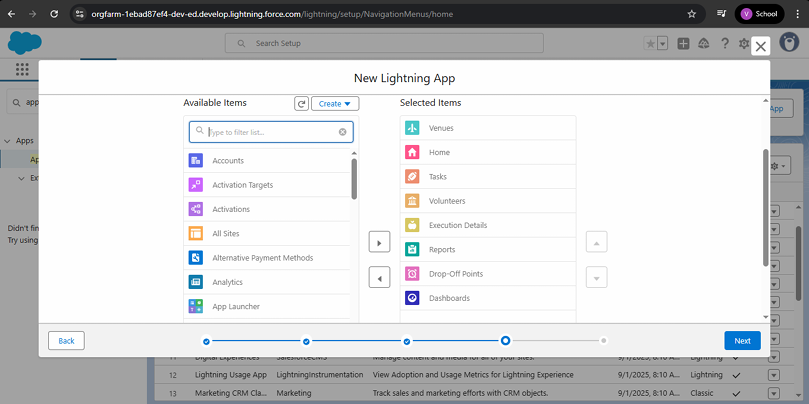 orgfarm-1ebad87ef4-dev-ed.develop.lightning.force.com/lightning/setup/NavigationMenus/home
V School
Search Setup
New Lightning App
app
App
Apps
Ap
Ex
Didn't fin
Try using
Available Items
Create
Type to filter list...
Accounts
Activation Targets
Activations
All Sites
Alternative Payment Methods
Analytics
App Launcher
Selected Items
Venues
Home
Tasks
Volunteers
Execution Details
Reports
Drop-Off Points
Dashboards
Back
Next
11 Digital Experiences SalesforceCMS Manage content and media for all of your sites. 9/1/2025, 8:10 A... Lightning
12 Lightning Usage App LightningInstrumentation View Adoption and Usage Metrics for Lightning Experience 9/1/2025, 8:10 A... Lightning
13 Marketing CRM Cla... Marketing Track sales and marketing efforts with CRM objects. 9/1/2025, 8:10 A... Classic